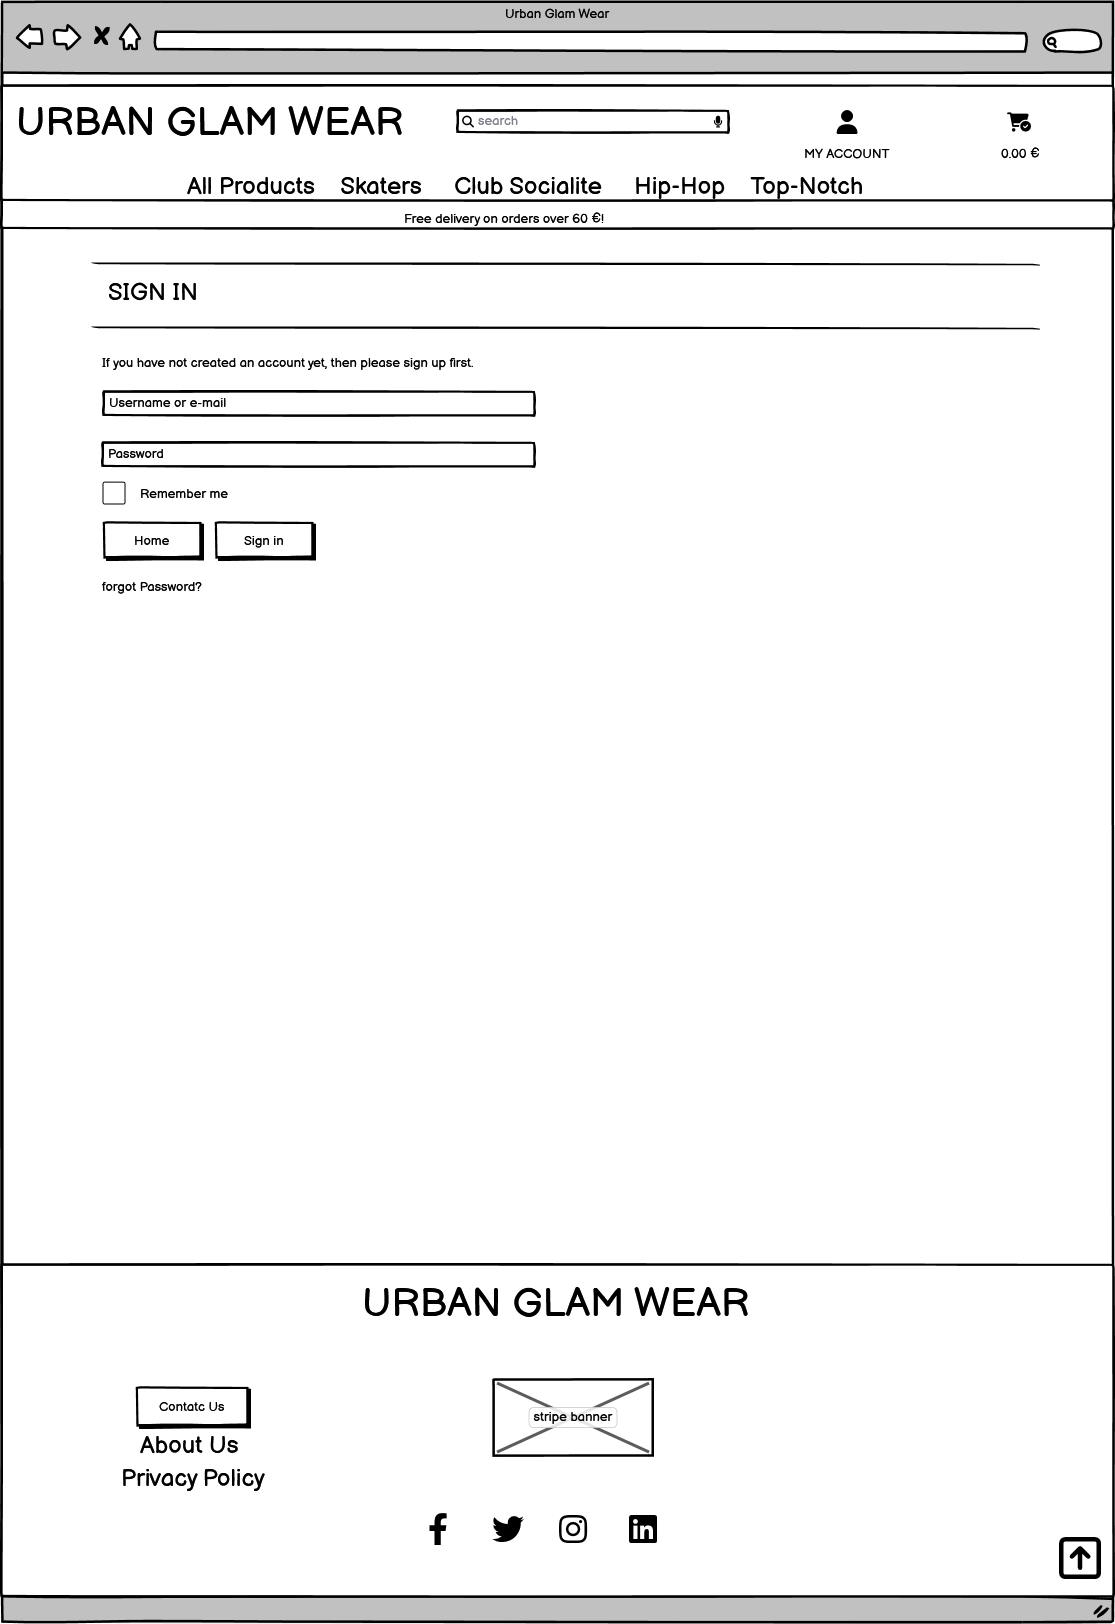 Urban Glam Wear
URBAN GLAM WEAR
search
MY ACCOUNT
0.00 €
All Products Skaters Club Socialite Hip-Hop Top-Notch
Free delivery on orders over 60 €!
SIGN IN
If you have not created an account yet, then please sign up first.
Username or e-mail
Password
Remember me
Home Sign in
forgot Password?
URBAN GLAM WEAR
Contatc Us
stripe banner
About Us
Privacy Policy